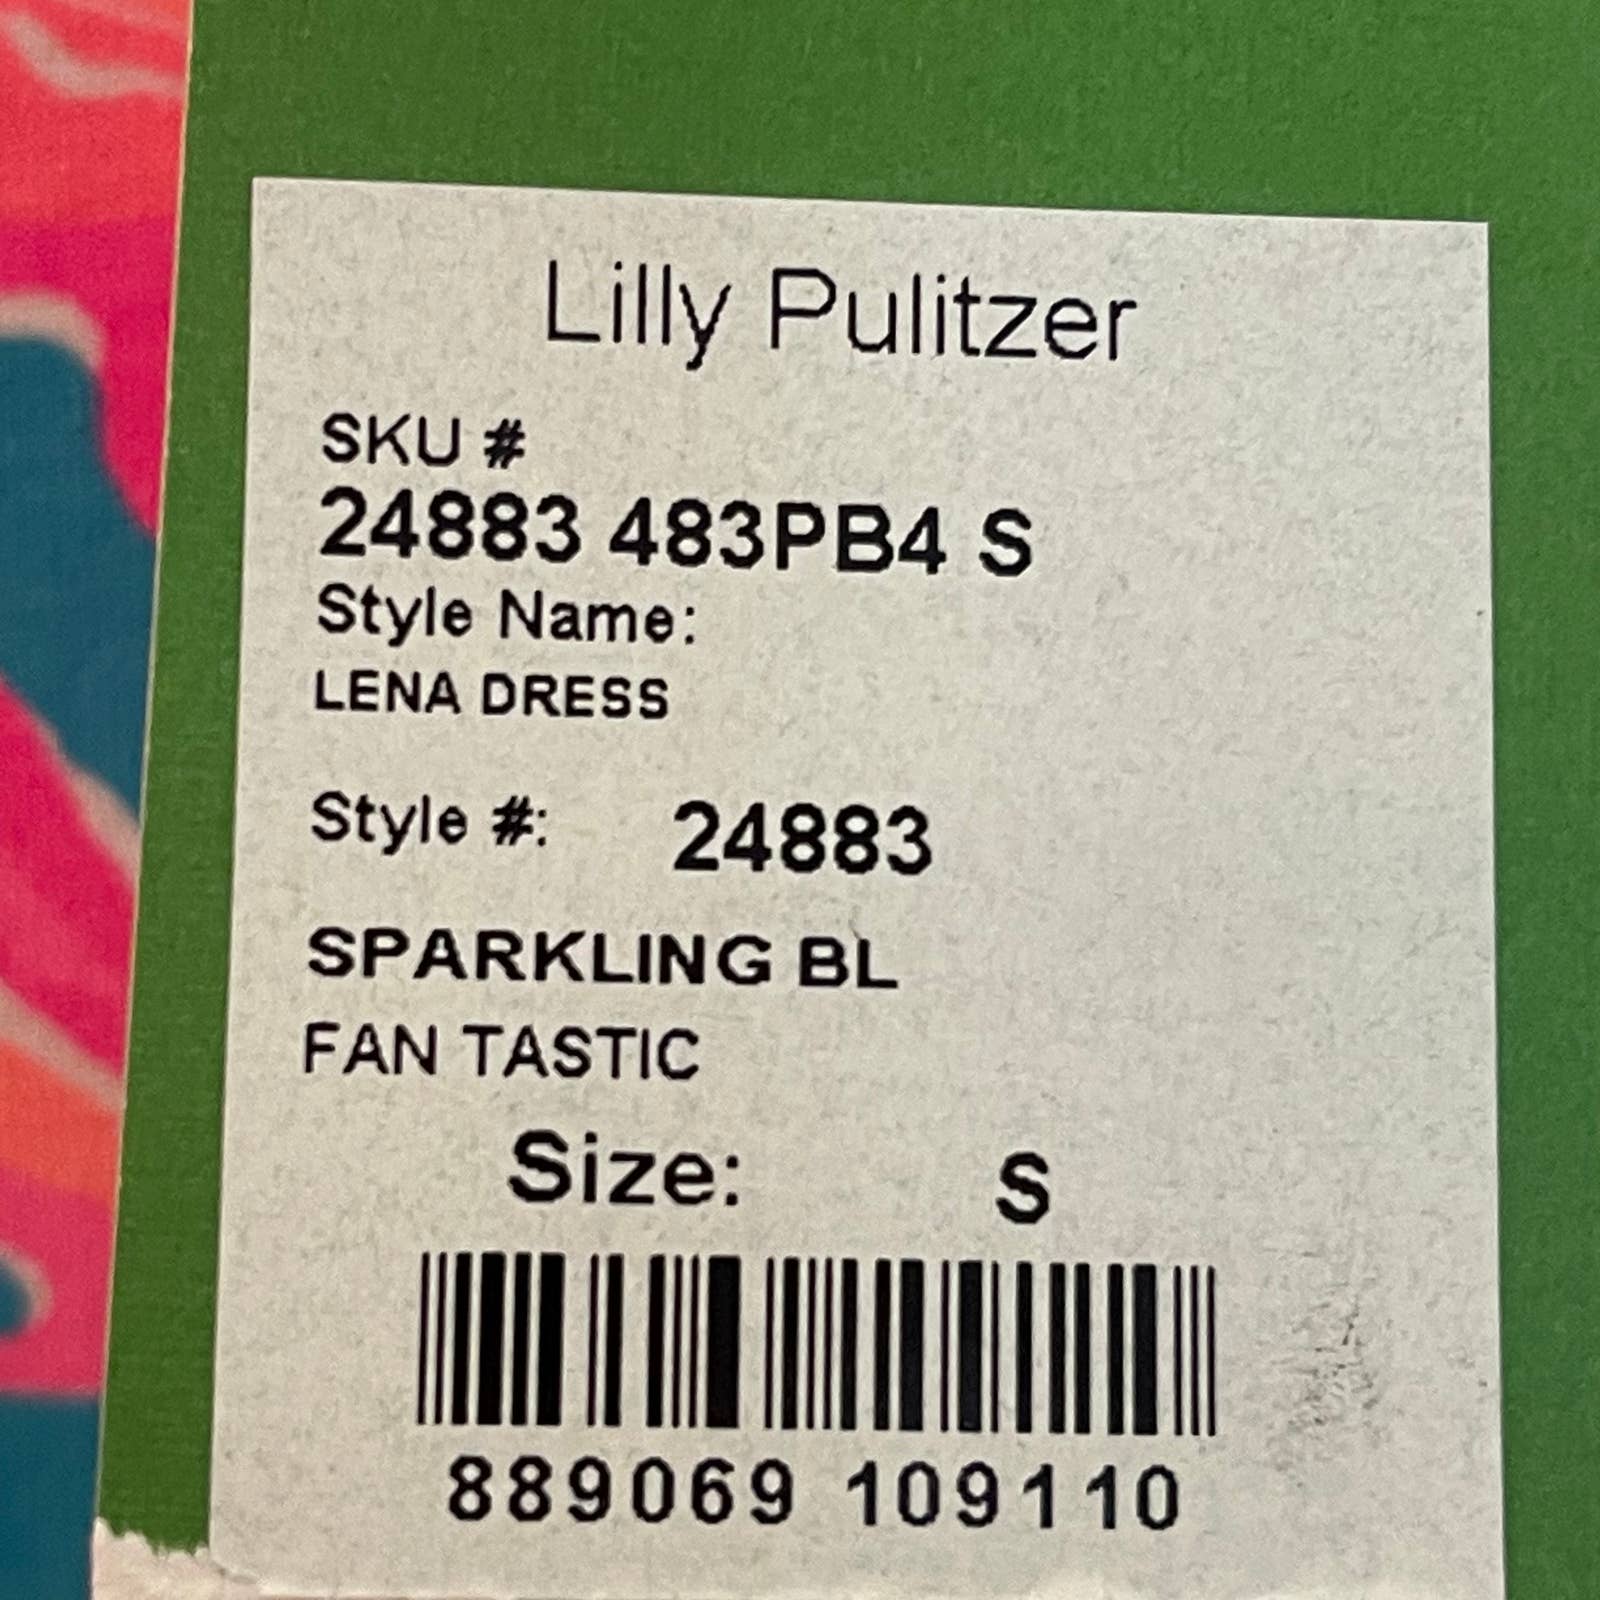 Lilly Pulitzer
SKU #
24883 483PB4 S
Style Name:
LENA DRESS
Style #: 24883
SPARKLING BL
FAN TASTIC
Size: S
889069 109110